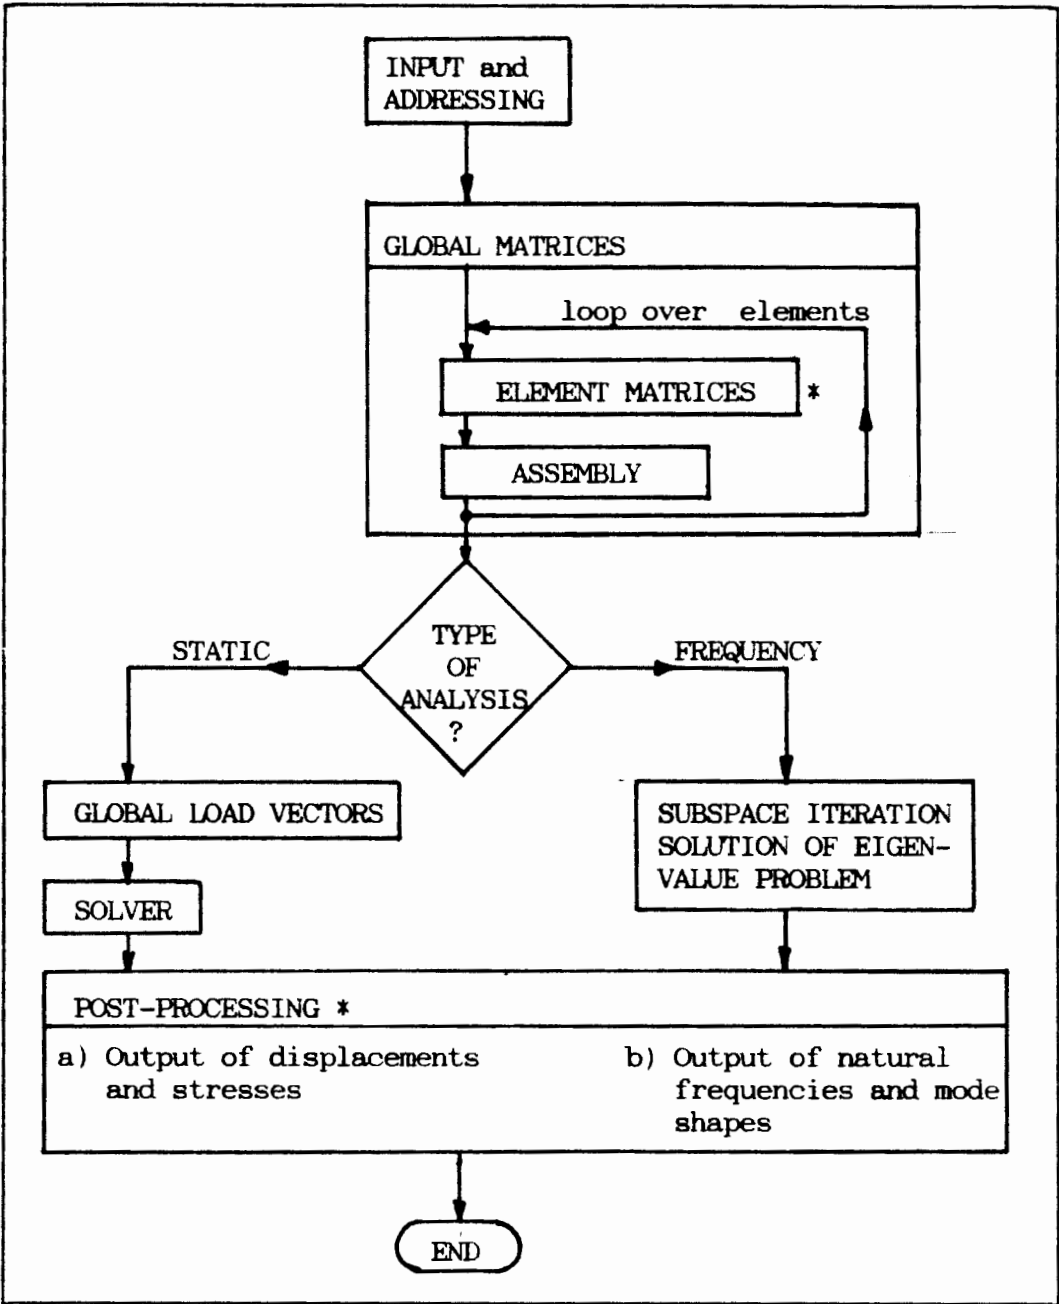 INPUT and
ADDRESSING
GLOBAL MATRICES
loop over elements
ELEMENT MATRICES *
ASSEMBLY
TYPE
OF
ANALYSIS
?
STATIC
FREQUENCY
GLOBAL LOAD VECTORS
SOLVER
SUBSPACE ITERATION
SOLUTION OF EIGEN-
VALUE PROBLEM
POST-PROCESSING *
a) Output of displacements
and stresses
b) Output of natural
frequencies and mode
shapes
END